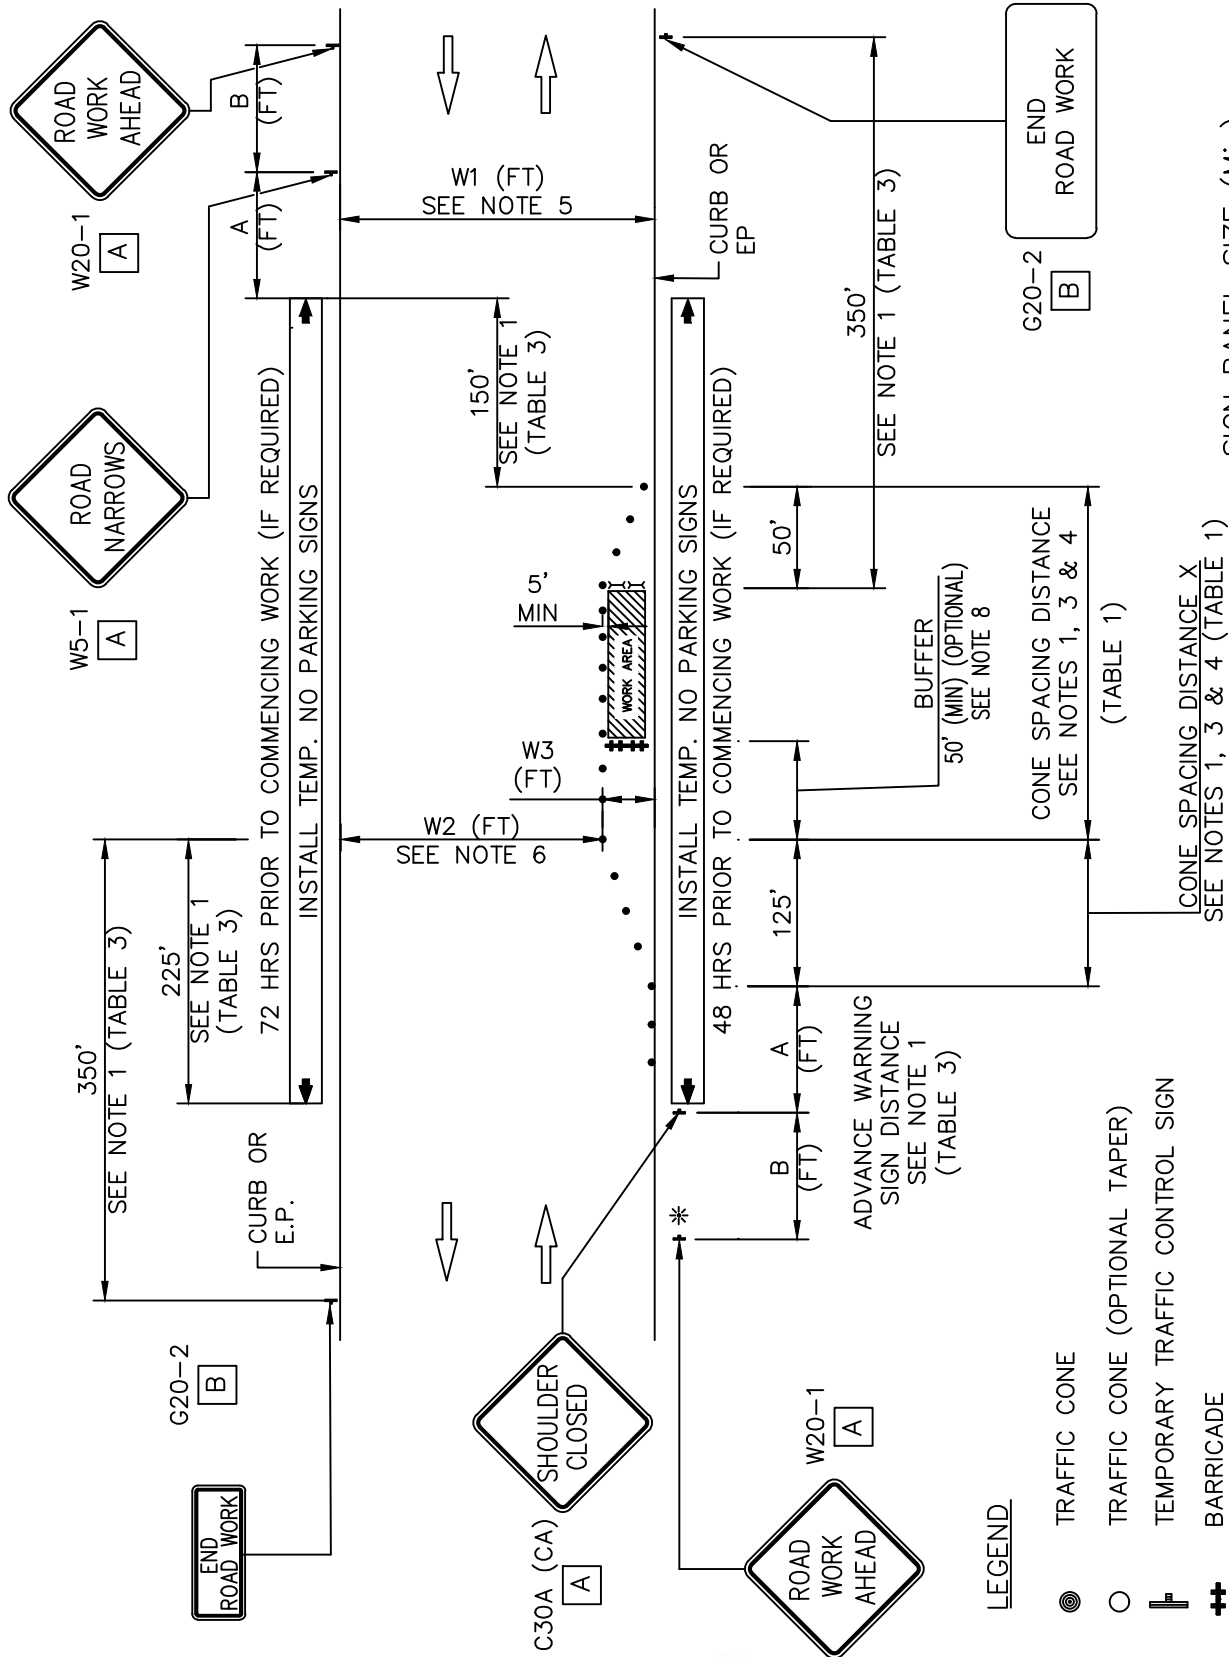 ROAD
WORK
AHEAD
W20-1
A
ROAD
NARROWS
W5-1
A
B
(FT)
A
(FT)
W1 (FT)
SEE NOTE 5
CURB OR
EP
END
ROAD WORK
G20-2
B
350'
SEE NOTE 1 (TABLE 3)
150'
SEE NOTE 1
(TABLE 3)
350'
SEE NOTE 1 (TABLE 3)
225'
SEE NOTE 1
(TABLE 3)
72 HRS PRIOR TO COMMENCING WORK (IF REQUIRED)
INSTALL TEMP. NO PARKING SIGNS
CURB OR
E.P.
G20-2
B
END
ROAD WORK
5'
MIN
WORK AREA
W3
(FT)
W2 (FT)
SEE NOTE 6
INSTALL TEMP. NO PARKING SIGNS
48 HRS PRIOR TO COMMENCING WORK (IF REQUIRED)
50'
BUFFER
50' (MIN) (OPTIONAL)
SEE NOTE 8
125'
A
(FT)
B
(FT)
ADVANCE WARNING
SIGN DISTANCE
SEE NOTE 1
(TABLE 3)
CONE SPACING DISTANCE
SEE NOTES 1, 3 & 4
(TABLE 1)
CONE SPACING DISTANCE X
SEE NOTES 1, 3 & 4 (TABLE 1)
SHOULDER
CLOSED
C30A (CA)
A
W20-1
A
ROAD
WORK
AHEAD
LEGEND
TRAFFIC CONE
TRAFFIC CONE (OPTIONAL TAPER)
TEMPORARY TRAFFIC CONTROL SIGN
BARRICADE